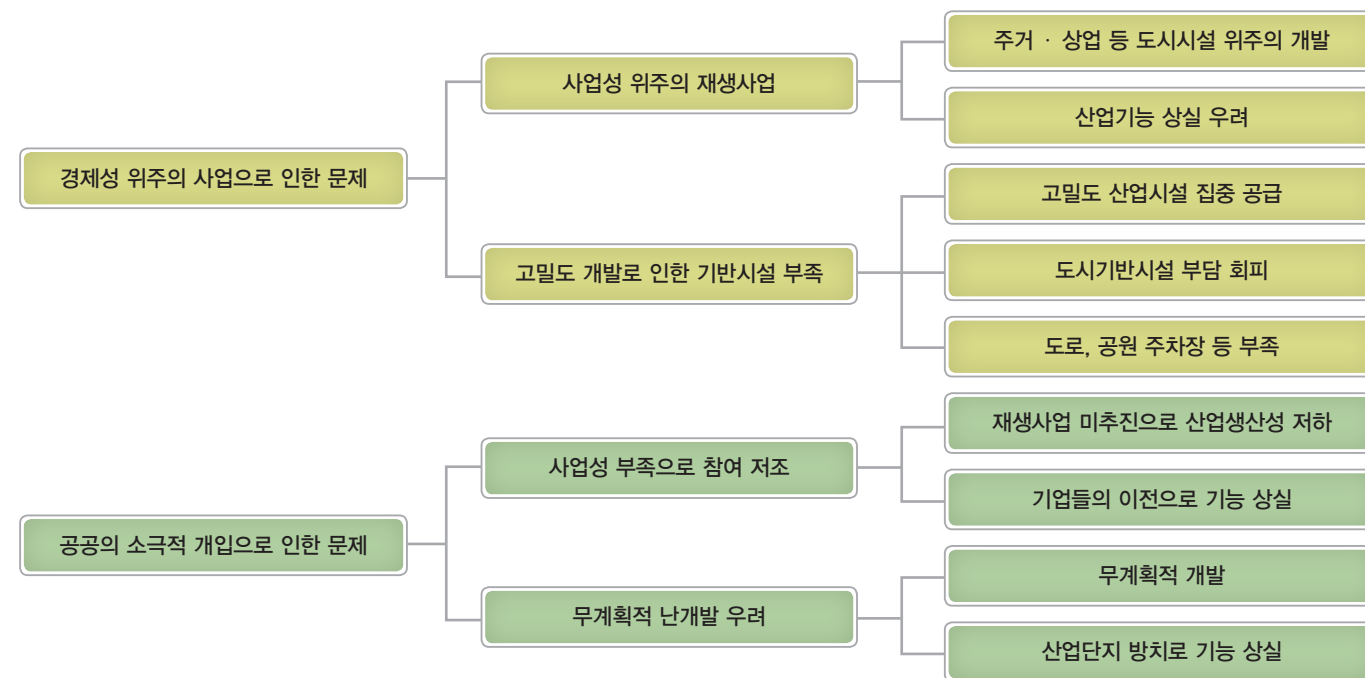 경제성 위주의 사업으로 인한 문제
사업성 위주의 재생사업
주거 · 상업 등 도시시설 위주의 개발
산업기능 상실 우려
고밀도 개발로 인한 기반시설 부족
고밀도 산업시설 집중 공급
도시기반시설 부담 회피
도로, 공원 주차장 등 부족
공공의 소극적 개입으로 인한 문제
사업성 부족으로 참여 저조
재생사업 미추진으로 산업생산성 저하
기업들의 이전으로 기능 상실
무계획적 난개발 우려
무계획적 개발
산업단지 방치로 기능 상실